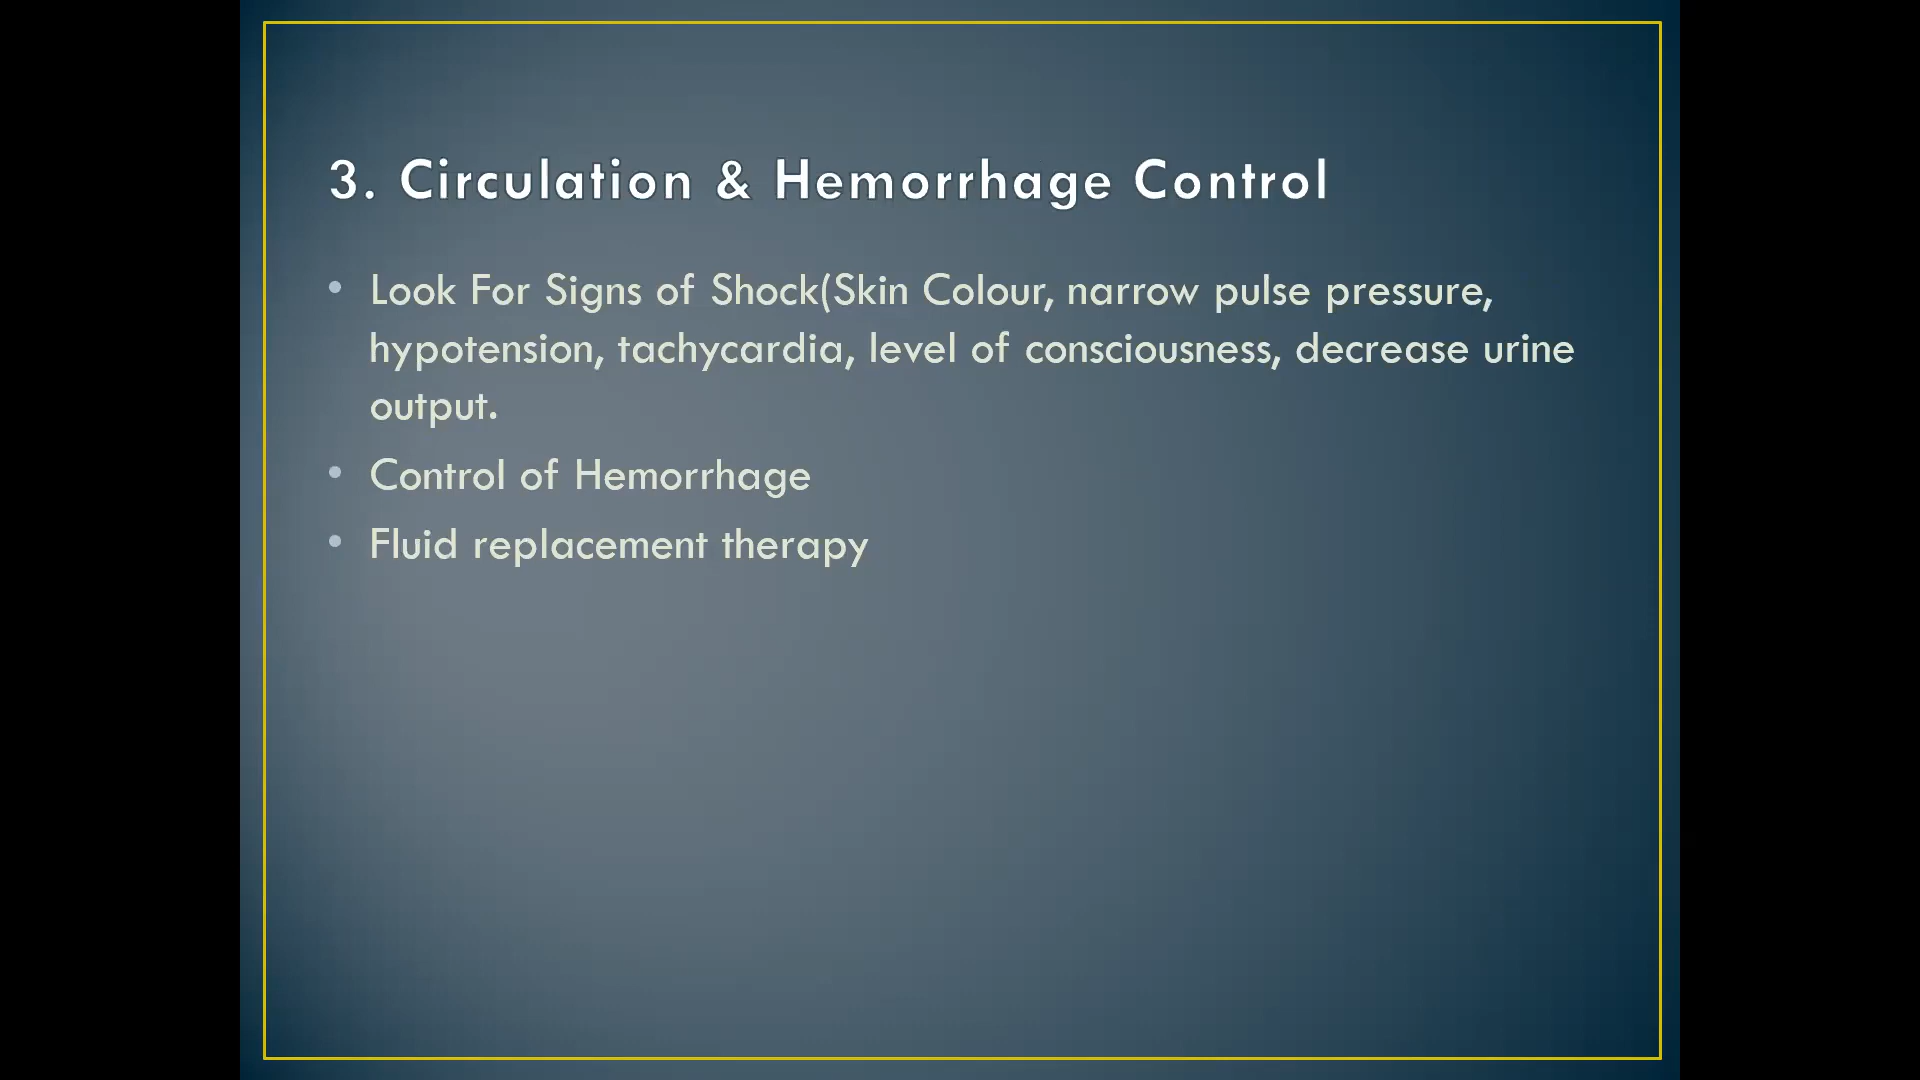 3. Circulation & Hemorrhage Control
• Look For Signs of Shock(Skin Colour, narrow pulse pressure,
hypotension, tachycardia, level of consciousness, decrease urine
output.
• Control of Hemorrhage
• Fluid replacement therapy